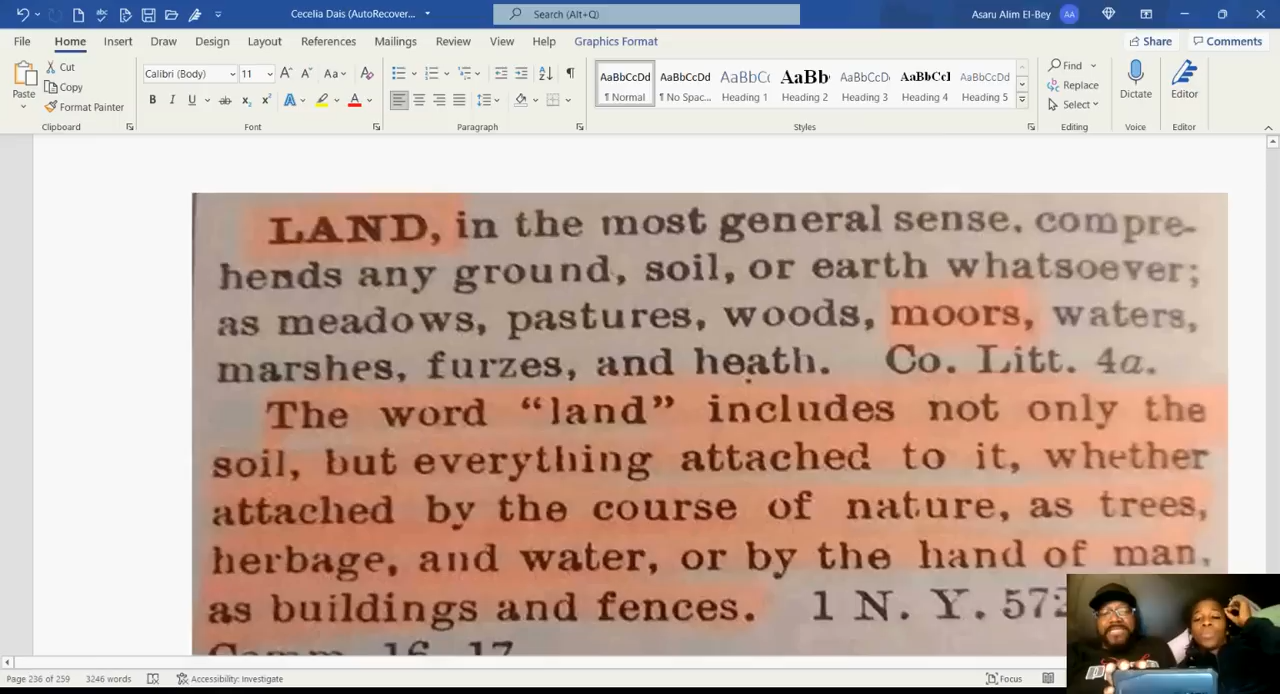 Cecelia Dais (AutoRecover...
Search (Alt+Q)
Asaru Alim El-Bey
AA
File Home Insert Draw Design Layout References Mailings Review View Help Graphics Format
Share
Comments
Paste
Cut
Copy
Format Painter
Clipboard
Calibri (Body)
11
Font
Paragraph
AaBbCcDd
¶ Normal
AaBbCcDd
¶ No Spac...
AaBbCc
Heading 1
AaBb
Heading 2
AaBbCcDd
Heading 3
AaBbCcI
Heading 4
AaBbCcDd
Heading 5
Styles
Find
Replace
Select
Editing
Dictate
Voice
Editor
Editor
LAND, in the most general sense, compre-
hends any ground, soil, or earth whatsoever;
as meadows, pastures, woods, moors, waters,
marshes, furzes, and heath. Co. Litt. 4a.
The word “land” includes not only the
soil, but everything attached to it, whether
attached by the course of nature, as trees,
herbage, and water, or by the hand of man,
as buildings and fences. 1 N. Y. 572
Comm. 16, 17
Page 236 of 259
3246 words
Accessibility: Investigate
Focus